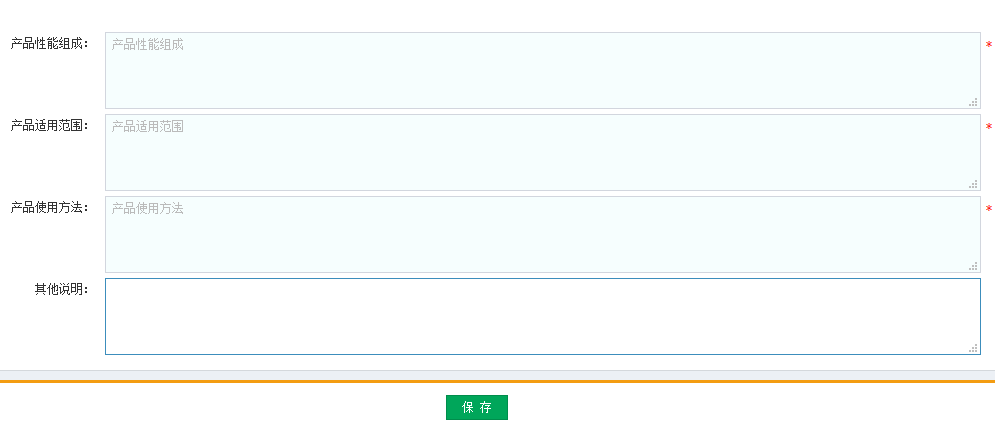 产品性能组成： 产品性能组成 *
产品适用范围： 产品适用范围 *
产品使用方法： 产品使用方法 *
其他说明：
保 存